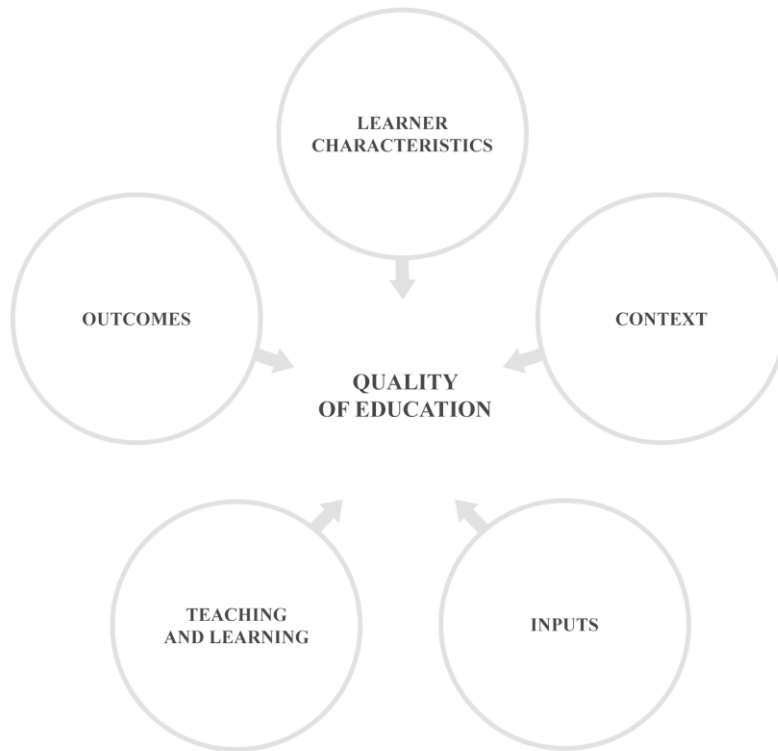 LEARNER
CHARACTERISTICS
OUTCOMES
CONTEXT
QUALITY
OF EDUCATION
TEACHING
AND LEARNING
INPUTS